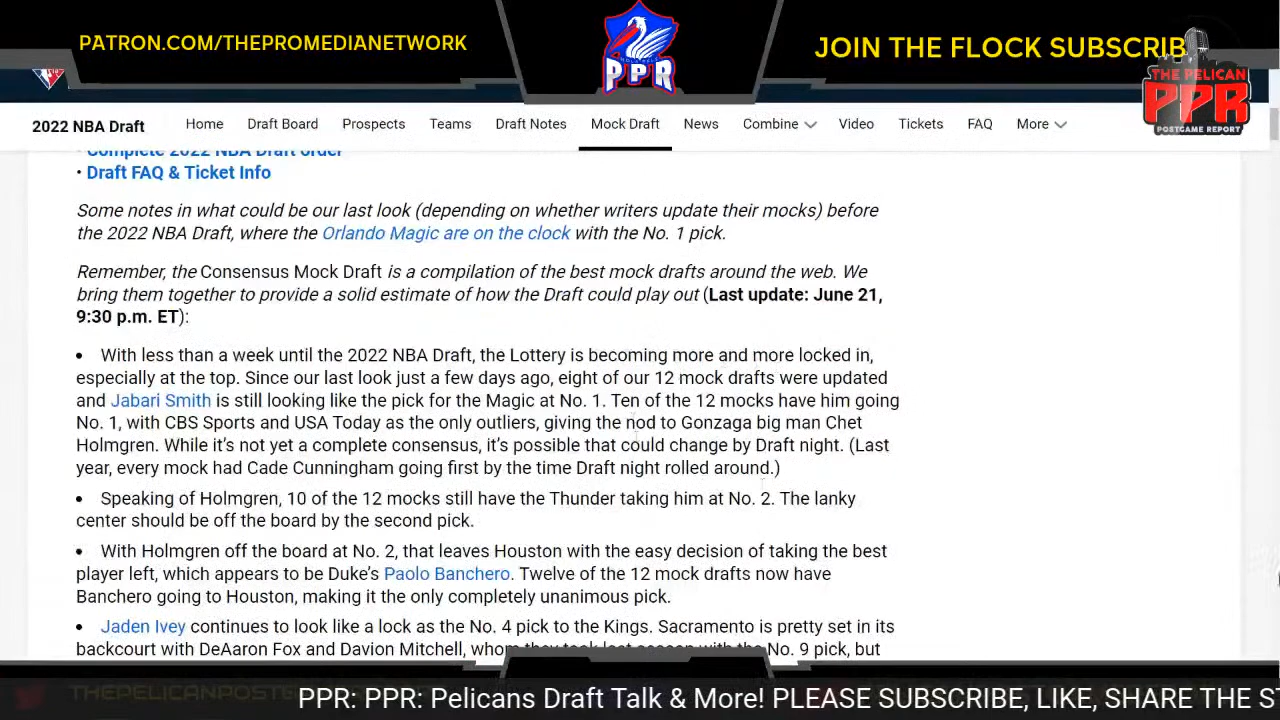 PATRON.COM/THEPROMEDIANETWORK
JOIN THE FLOCK SUBSCRIB
PPR
THE PELICAN
PPR
POSTGAME REPORT
2022 NBA Draft
Home
Draft Board
Prospects
Teams
Draft Notes
Mock Draft
News
Combine
Video
Tickets
FAQ
More
• Complete 2022 NBA Draft order
• Draft FAQ & Ticket Info
Some notes in what could be our last look (depending on whether writers update their mocks) before
the 2022 NBA Draft, where the Orlando Magic are on the clock with the No. 1 pick.
Remember, the Consensus Mock Draft is a compilation of the best mock drafts around the web. We
bring them together to provide a solid estimate of how the Draft could play out (Last update: June 21,
9:30 p.m. ET):
• With less than a week until the 2022 NBA Draft, the Lottery is becoming more and more locked in,
especially at the top. Since our last look just a few days ago, eight of our 12 mock drafts were updated
and Jabari Smith is still looking like the pick for the Magic at No. 1. Ten of the 12 mocks have him going
No. 1, with CBS Sports and USA Today as the only outliers, giving the nod to Gonzaga big man Chet
Holmgren. While it's not yet a complete consensus, it's possible that could change by Draft night. (Last
year, every mock had Cade Cunningham going first by the time Draft night rolled around.)
• Speaking of Holmgren, 10 of the 12 mocks still have the Thunder taking him at No. 2. The lanky
center should be off the board by the second pick.
• With Holmgren off the board at No. 2, that leaves Houston with the easy decision of taking the best
player left, which appears to be Duke's Paolo Banchero. Twelve of the 12 mock drafts now have
Banchero going to Houston, making it the only completely unanimous pick.
• Jaden Ivey continues to look like a lock as the No. 4 pick to the Kings. Sacramento is pretty set in its
backcourt with DeAaron Fox and Davion Mitchell, whom they took last season with the No. 9 pick, but
PPR: PPR: Pelicans Draft Talk & More! PLEASE SUBSCRIBE, LIKE, SHARE THE S